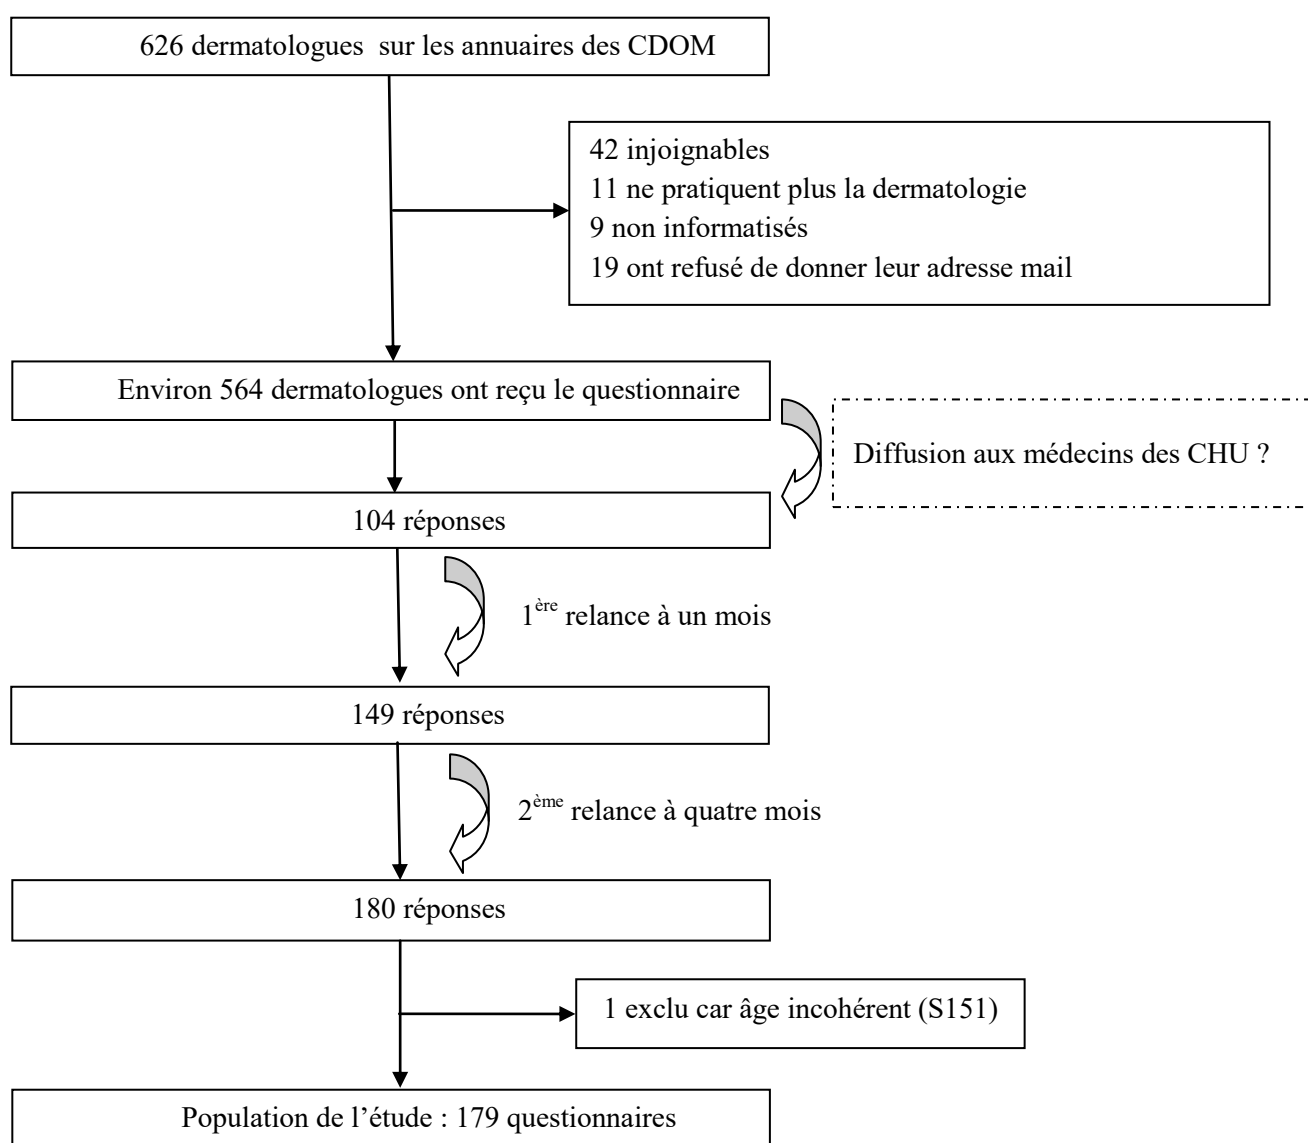 626 dermatologues sur les annuaires des CDOM
42 injoignables
11 ne pratiquent plus la dermatologie
9 non informatisés
19 ont refusé de donner leur adresse mail
Environ 564 dermatologues ont reçu le questionnaire
Diffusion aux médecins des CHU ?
104 réponses
1ère relance à un mois
149 réponses
2ème relance à quatre mois
180 réponses
1 exclu car âge incohérent (S151)
Population de l’étude : 179 questionnaires